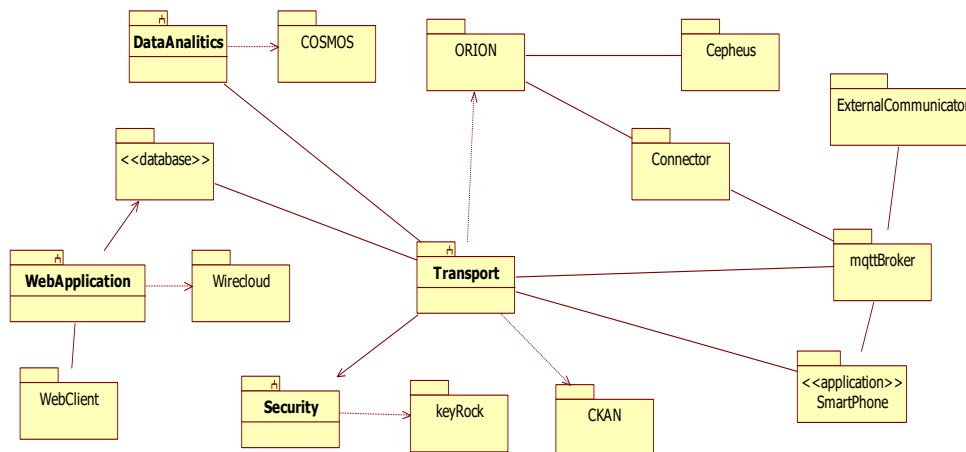 DataAnalitics
COSMOS
ORION
Cepheus
ExternalCommunicator
<<database>>
Connector
WebApplication
Wirecloud
Transport
mqttBroker
WebClient
Security
keyRock
CKAN
<<application>>
SmartPhone